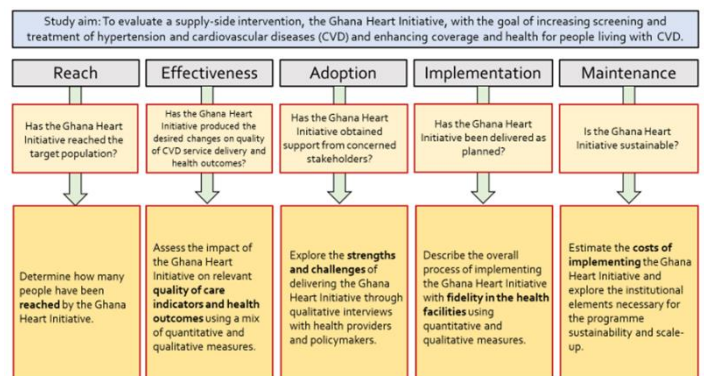 Study aim: To evaluate a supply-side intervention, the Ghana Heart Initiative, with the goal of increasing screening and
treatment of hypertension and cardiovascular diseases (CVD) and enhancing coverage and health for people living with CVD.
Reach
Has the Ghana Heart
Initiative reached the
target population?
Determine how many
people have been
reached by the Ghana
Heart Initiative.
Effectiveness
Has the Ghana Heart
Initiative produced the
desired changes on quality
of CVD service delivery and
health outcomes?
Assess the impact of
the Ghana Heart
Initiative on relevant
quality of care
indicators and health
outcomes using a mix
of quantitative and
qualitative measures.
Adoption
Has the Ghana Heart
Initiative obtained
support from concerned
stakeholders?
Explore the strengths
and challenges of
delivering the Ghana
Heart Initiative through
qualitative interviews
with health providers
and policymakers.
Implementation
Has the Ghana Heart
Initiative been delivered as
planned?
Describe the overall
process of implementing
the Ghana Heart Initiative
with fidelity in the health
facilities using
quantitative and
qualitative measures.
Maintenance
Is the Ghana Heart
Initiative sustainable?
Estimate the costs of
implementing the Ghana
Heart Initiative and
explore the institutional
elements necessary for
the programme
sustainability and scale-
up.